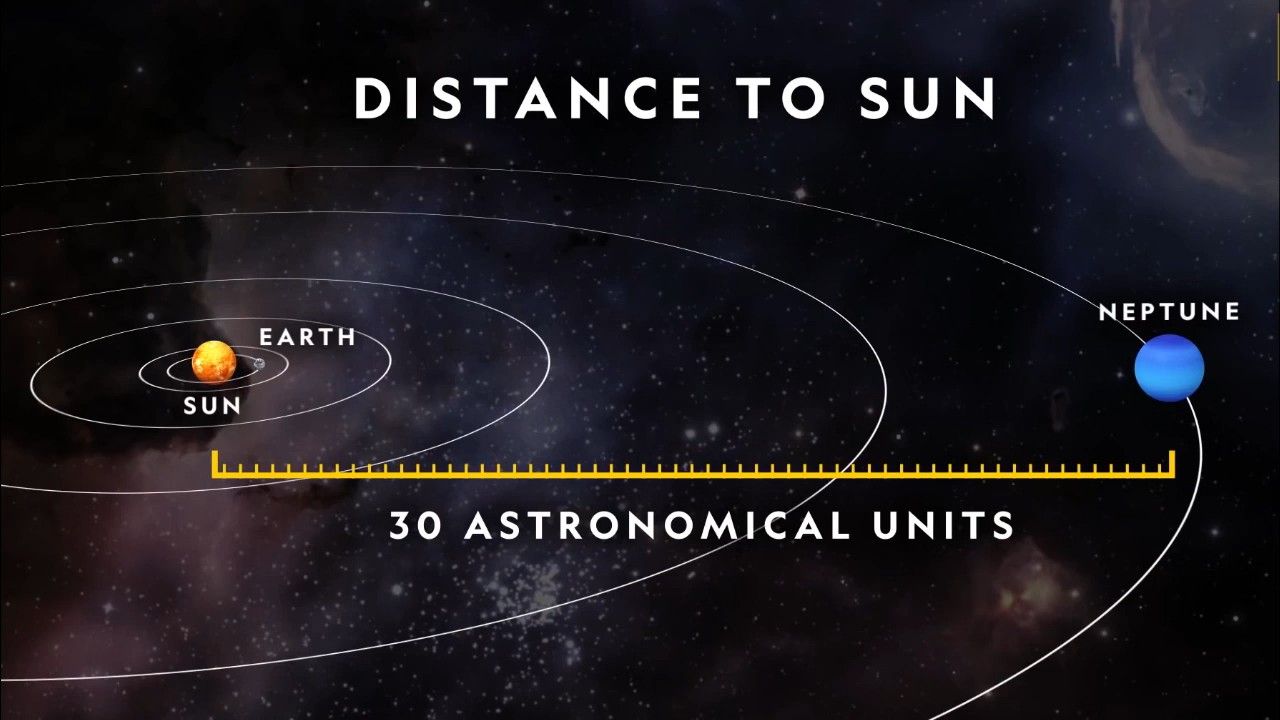 DISTANCE TO SUN
NEPTUNE
EARTH
SUN
30 ASTRONOMICAL UNITS